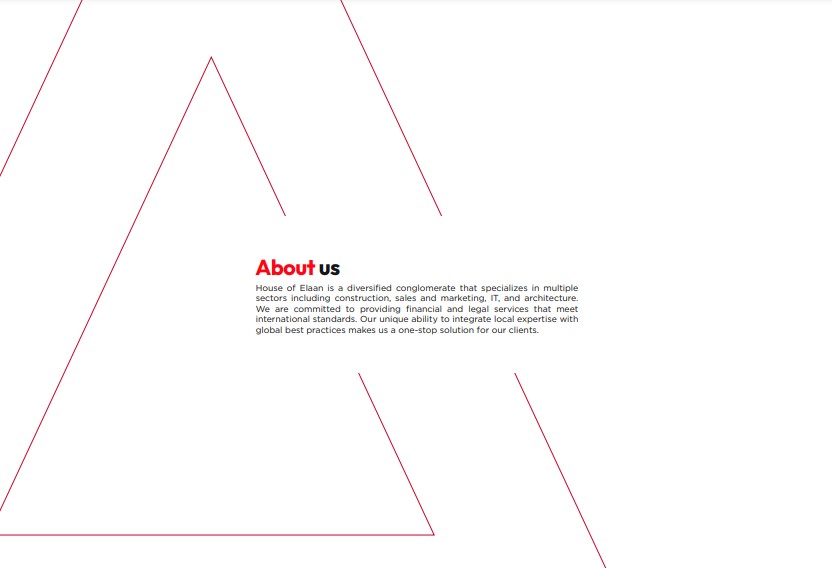 About us
House of Elaan is a diversified conglomerate that specializes in multiple
sectors including construction, sales and marketing, IT, and architecture.
We are committed to providing financial and legal services that meet
international standards. Our unique ability to integrate local expertise with
global best practices makes us a one-stop solution for our clients.